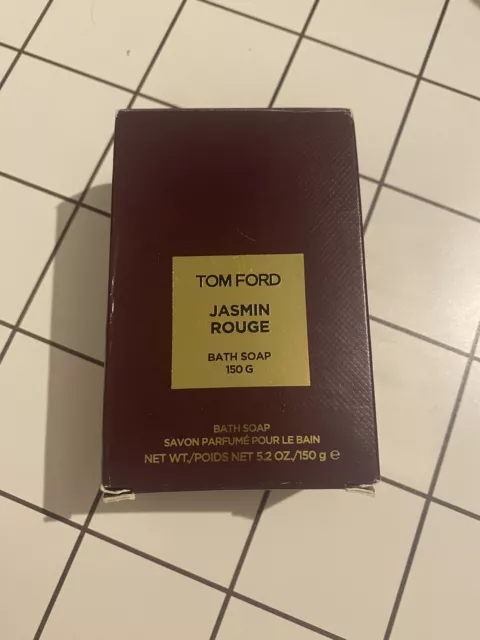 TOM FORD
JASMIN
ROUGE
BATH SOAP
150 G
BATH SOAP
SAVON PARFUMÉ POUR LE BAIN
NET WT./POIDS NET 5.2 OZ./150 g ℮